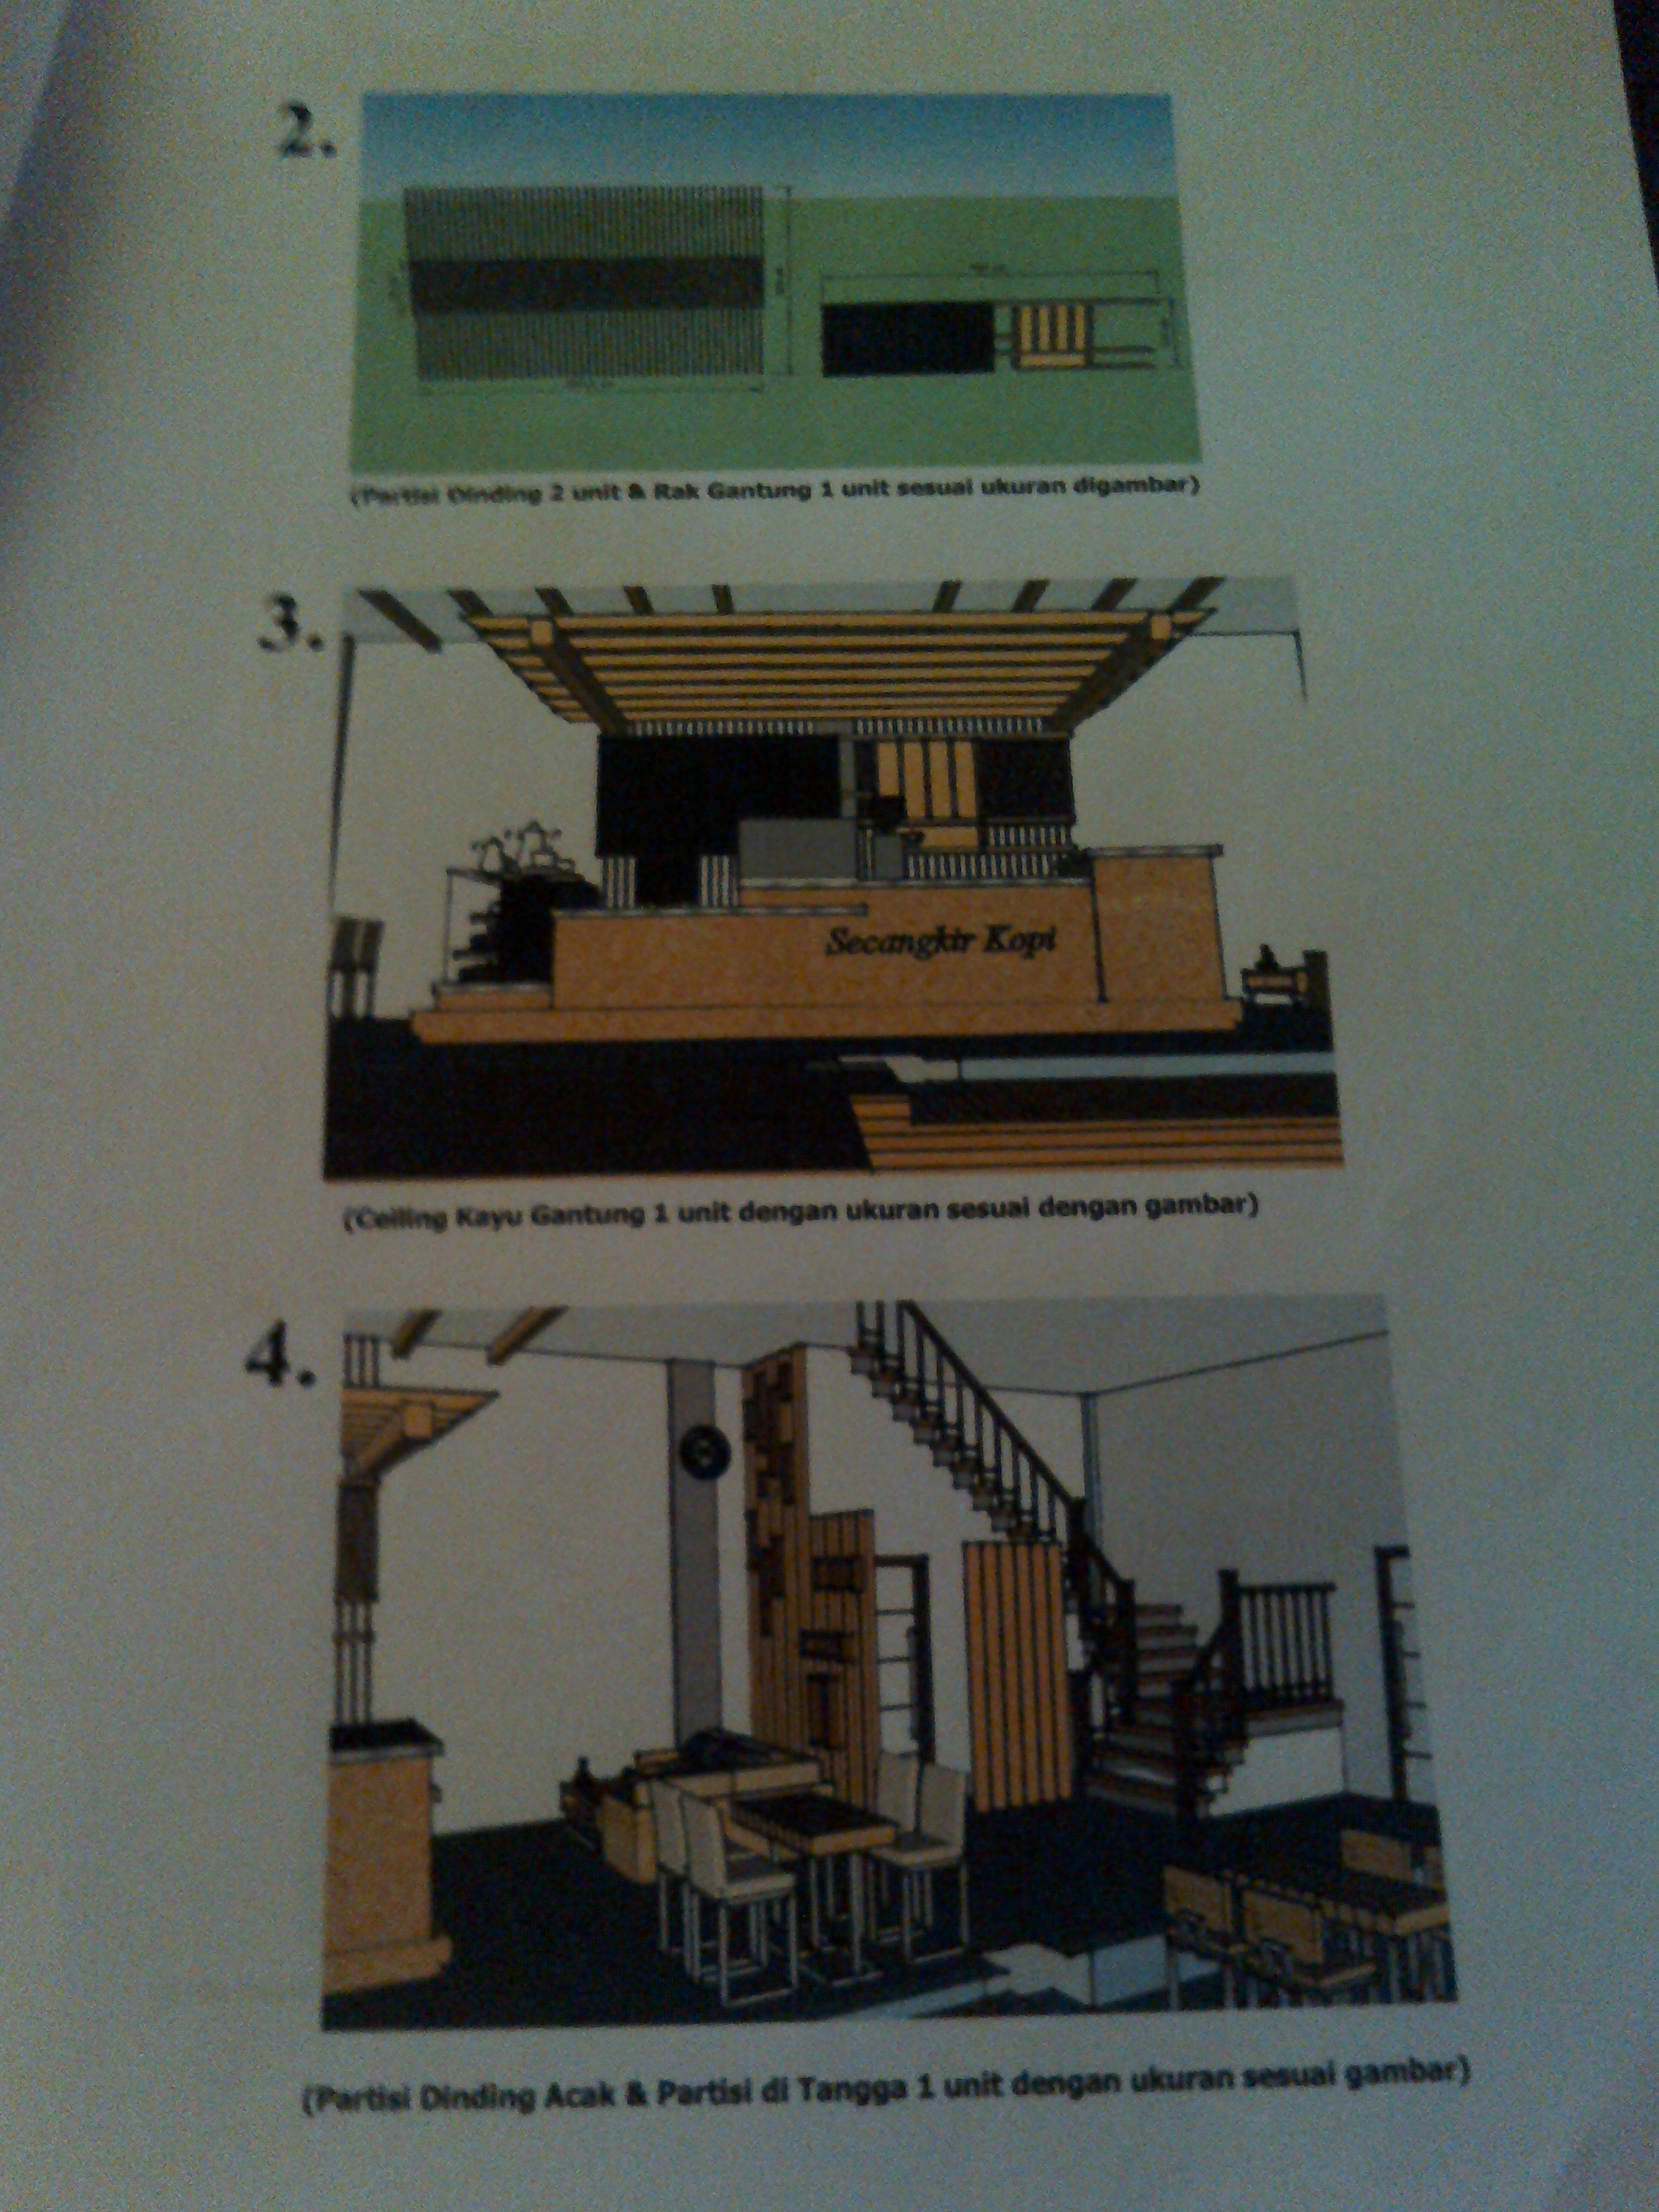 2.
(Partisi Dinding 2 unit & Rak Gantung 1 unit sesuai ukuran digambar)
3.
Secangkir Kopi
(Ceiling Kayu Gantung 1 unit dengan ukuran sesuai dengan gambar)
4.
(Partisi Dinding Acak & Partisi di Tangga 1 unit dengan ukuran sesuai gambar)